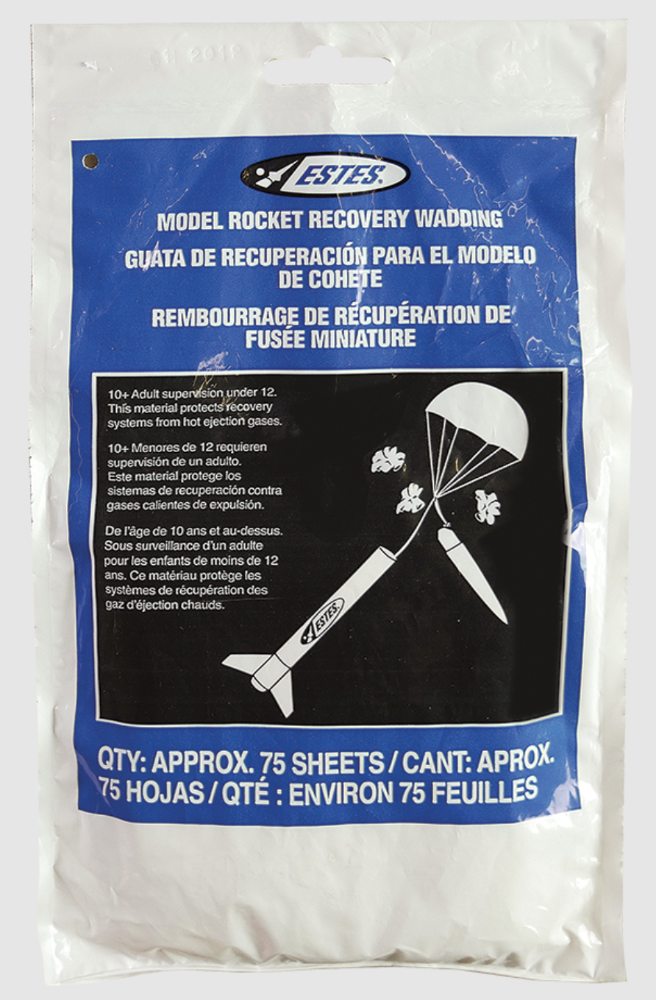 ESTES®
MODEL ROCKET RECOVERY WADDING
GUATA DE RECUPERACIÓN PARA EL MODELO
DE COHETE
REMBOURRAGE DE RÉCUPÉRATION DE
FUSÉE MINIATURE
10+ Adult supervision under 12.
This material protects recovery
systems from hot ejection gases.
10+ Menores de 12 requieren
supervisión de un adulto.
Este material protege los
sistemas de recuperación contra
gases calientes de expulsión.
De l'âge de 10 ans et au-dessus.
Sous surveillance d'un adulte
pour les enfants de moins de 12
ans. Ce matériau protège les
systèmes de récupération des
gaz d'éjection chauds.
ESTES®
QTY: APPROX. 75 SHEETS / CANT: APROX.
75 HOJAS / QTÉ : ENVIRON 75 FEUILLES